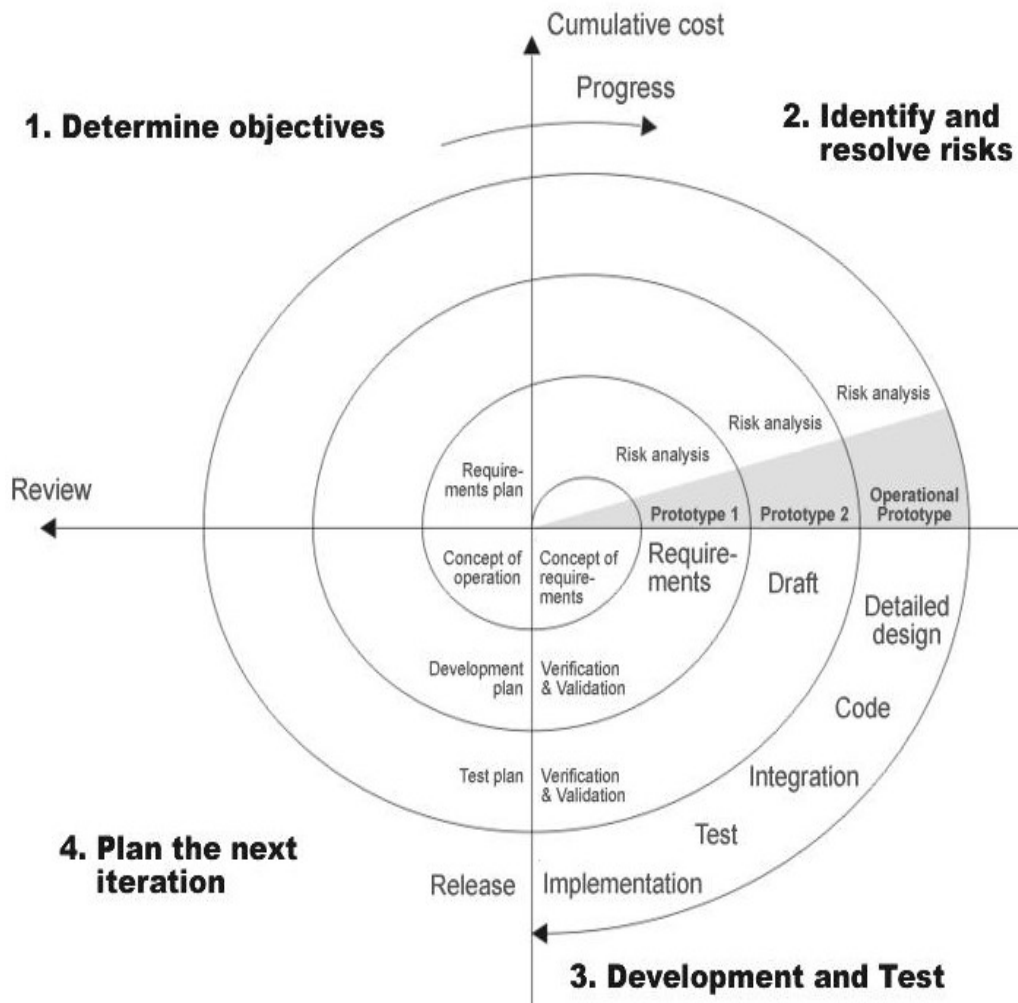 Cumulative cost
Progress
1. Determine objectives
2. Identify and
resolve risks
Risk analysis
Risk analysis
Risk analysis
Require-
ments plan
Review
Prototype 1
Prototype 2
Operational
Prototype
Concept of
operation
Concept of
require-
ments
Require-
ments
Draft
Detailed
design
Development
plan
Verification
& Validation
Code
Test plan
Verification
& Validation
Integration
Test
4. Plan the next
iteration
Release
Implementation
3. Development and Test